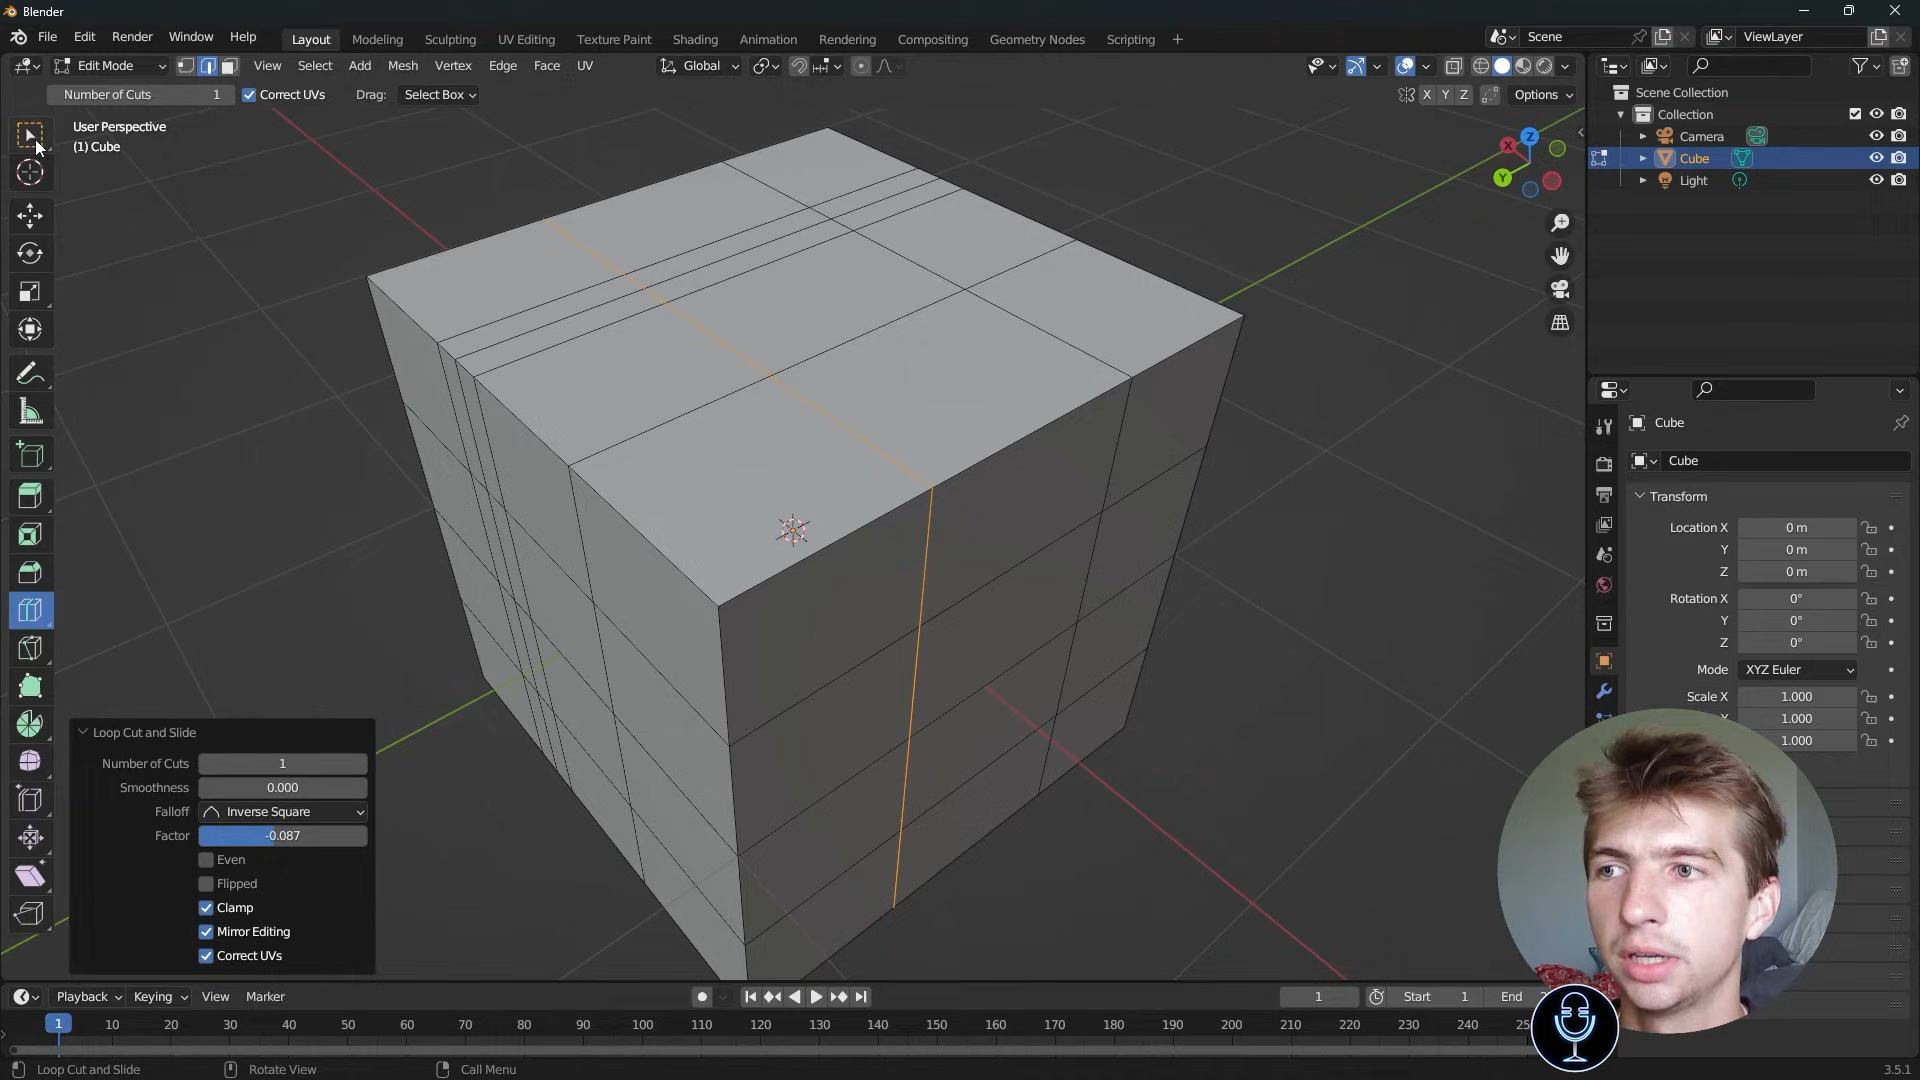 Blender
File Edit Render Window Help
Layout Modeling Sculpting UV Editing Texture Paint Shading Animation Rendering Compositing Geometry Nodes Scripting +
Scene
ViewLayer
Edit Mode
View Select Add Mesh Vertex Edge Face UV
Global
Number of Cuts 1
Correct UVs
Drag: Select Box
X Y Z
Options
User Perspective
(1) Cube
Z
X
Y
Scene Collection
Collection
Camera
Cube
Light
Cube
Cube
Transform
Location X 0 m
Y 0 m
Z 0 m
Rotation X 0°
Y 0°
Z 0°
Mode XYZ Euler
Scale X 1.000
1.000
1.000
Loop Cut and Slide
Number of Cuts 1
Smoothness 0.000
Falloff Inverse Square
Factor -0.087
Even
Flipped
Clamp
Mirror Editing
Correct UVs
Playback Keying View Marker
1
Start 1
End
1 10 20 30 40 50 60 70 80 90 100 110 120 130 140 150 160 170 180 190 200 210 220 230 240
Loop Cut and Slide
Rotate View
Call Menu
3.5.1